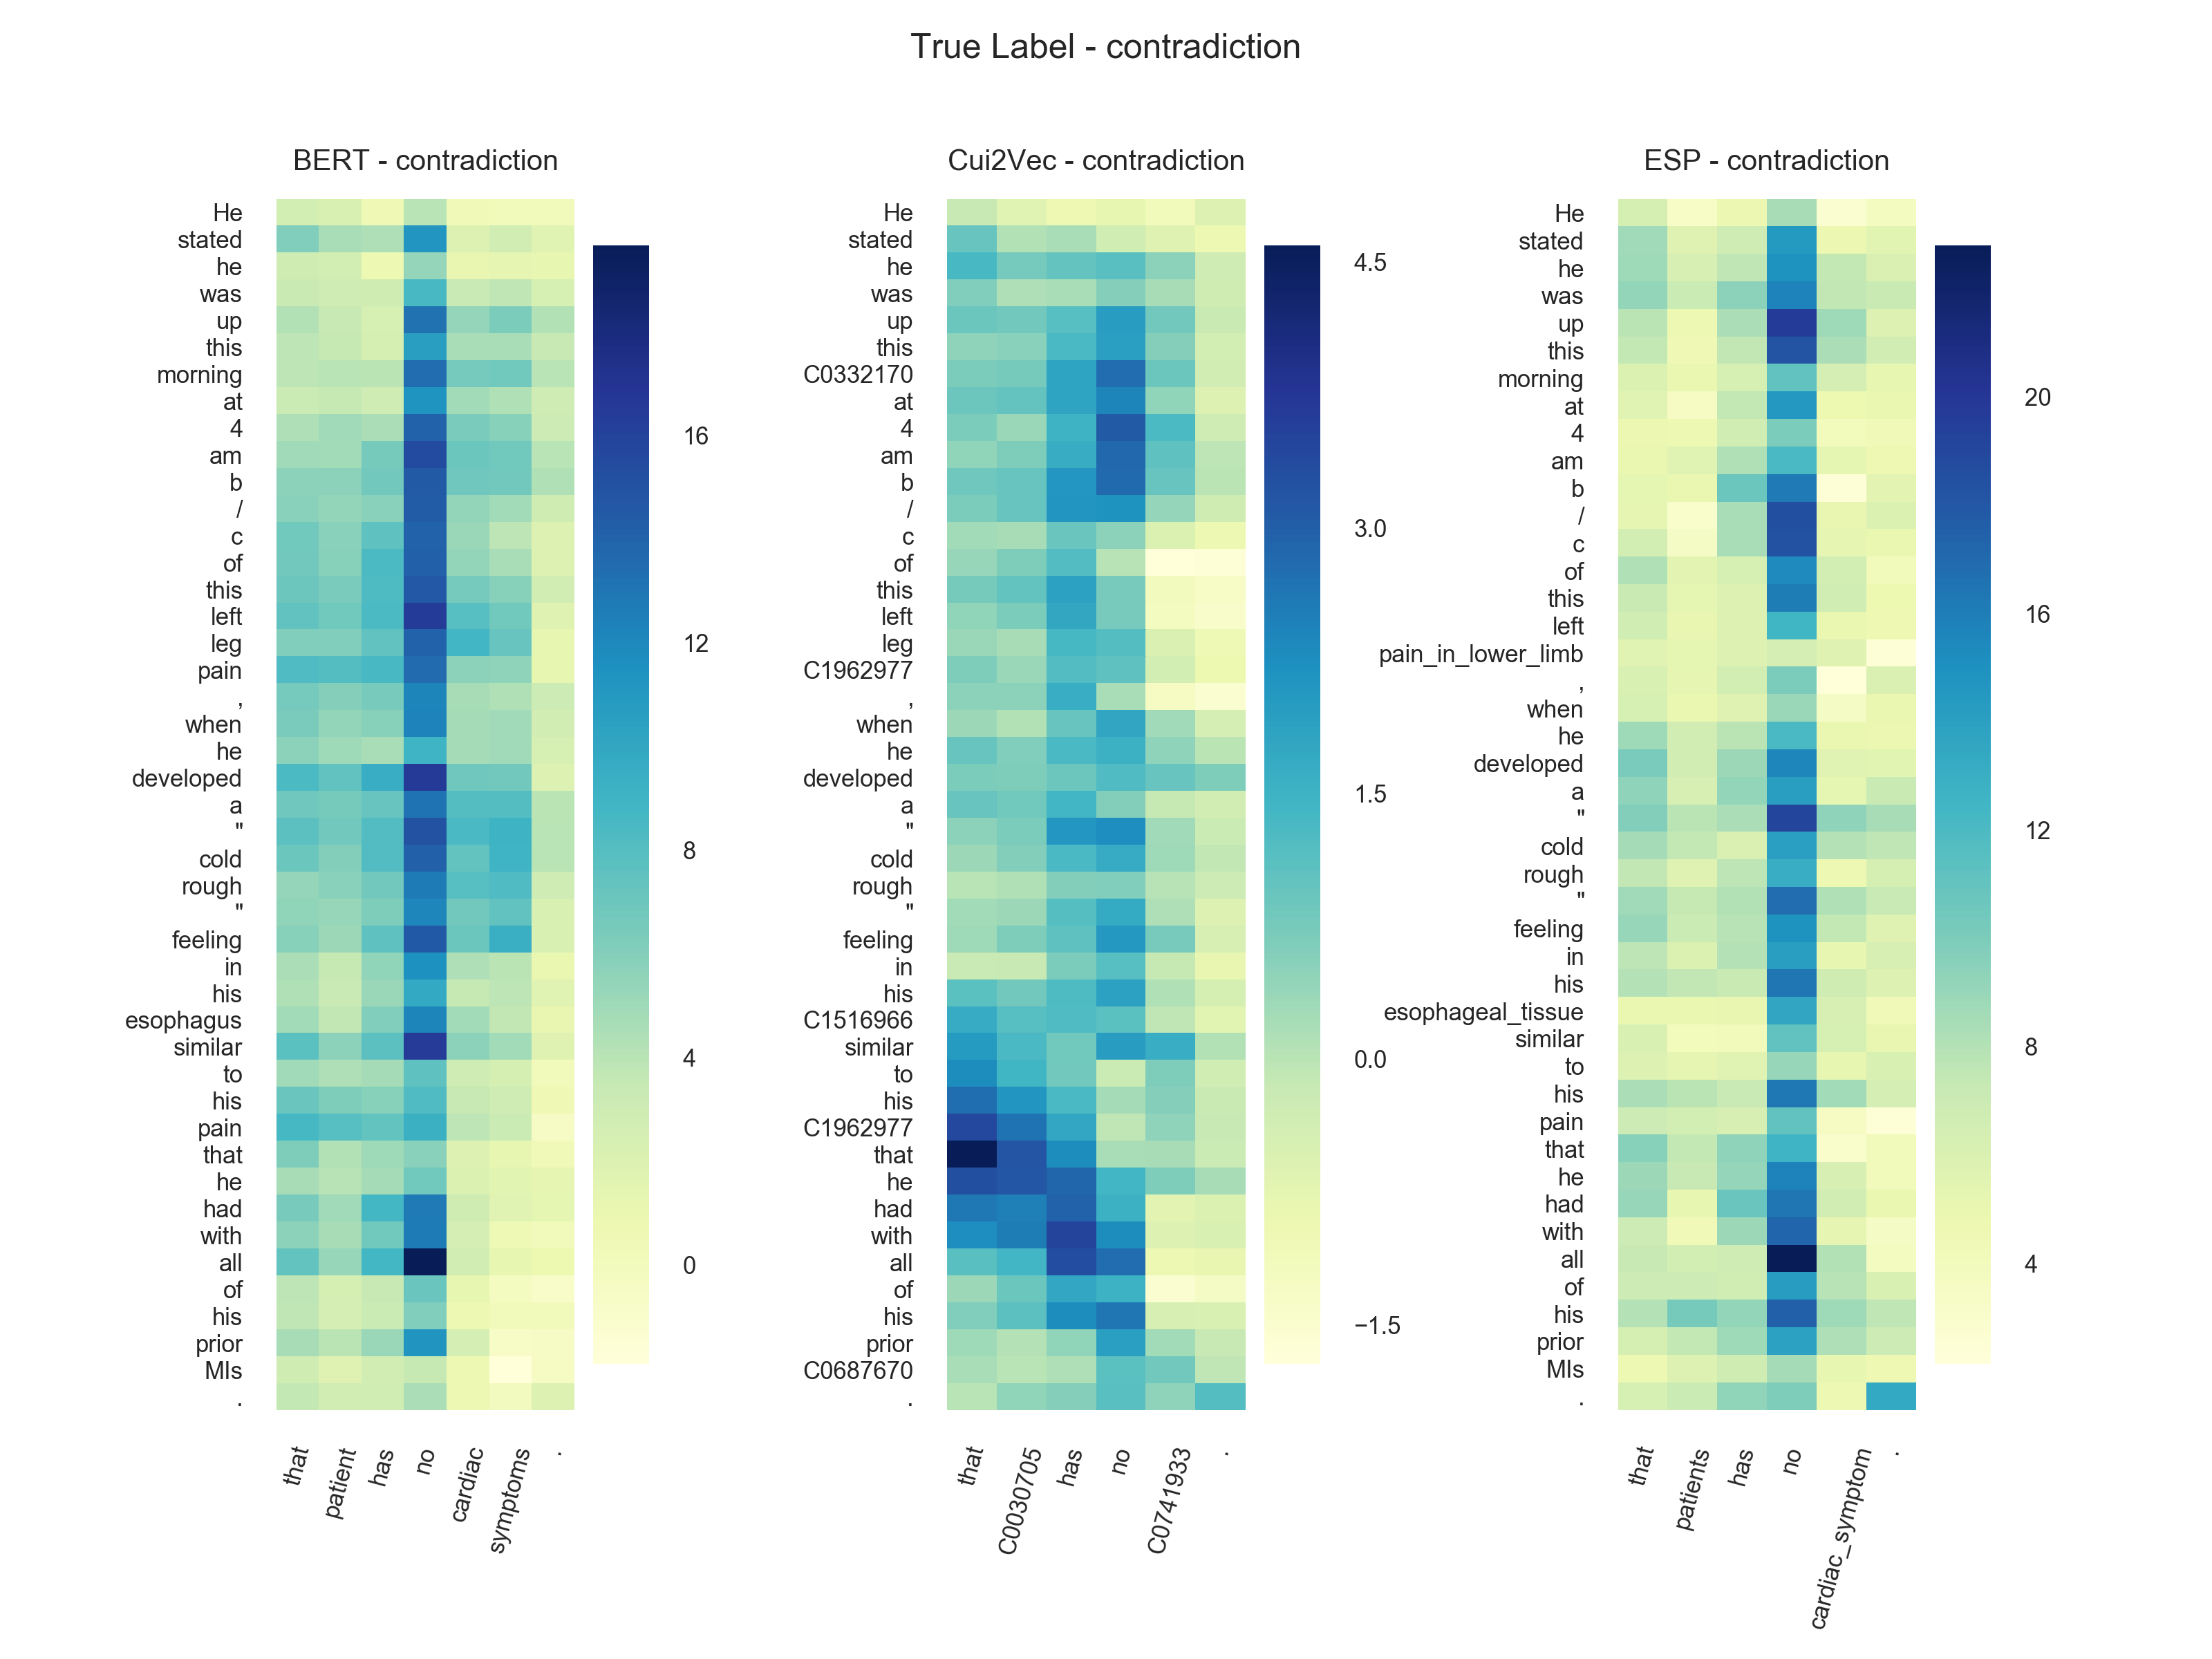 True Label - contradiction
BERT - contradiction
He
stated
he
was
up
this
morning
at
4
am
b
/
c
of
this
left
leg
pain
,
when
he
developed
a
"
cold
rough
"
feeling
in
his
esophagus
similar
to
his
pain
that
he
had
with
all
of
his
prior
MIs
.
that
patient
has
no
cardiac
symptoms
.
16
12
8
4
0
Cui2Vec - contradiction
He
stated
he
was
up
this
C0332170
at
4
am
b
/
c
of
this
left
leg
C1962977
,
when
he
developed
a
"
cold
rough
"
feeling
in
his
C1516966
similar
to
his
C1962977
that
he
had
with
all
of
his
prior
C0687670
.
that
C0030705
has
no
C0741933
.
4.5
3.0
1.5
0.0
−1.5
ESP - contradiction
He
stated
he
was
up
this
morning
at
4
am
b
/
c
of
this
left
pain_in_lower_limb
,
when
he
developed
a
"
cold
rough
"
feeling
in
his
esophageal_tissue
similar
to
his
pain
that
he
had
with
all
of
his
prior
MIs
.
that
patients
has
no
cardiac_symptom
.
20
16
12
8
4